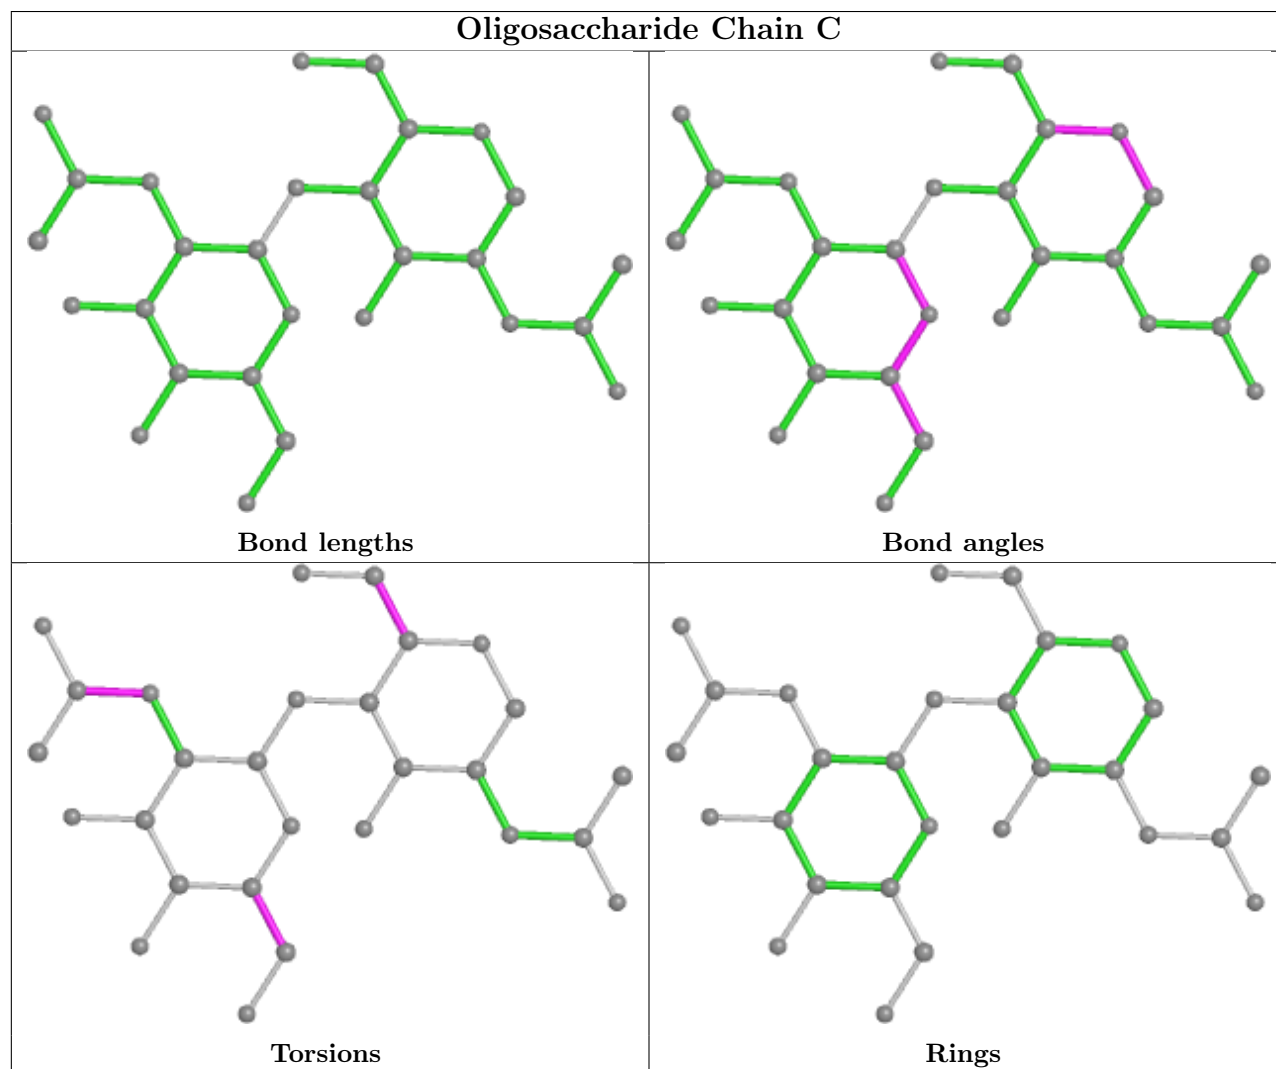 Oligosaccharide Chain C
Bond lengths
Bond angles
Torsions
Rings